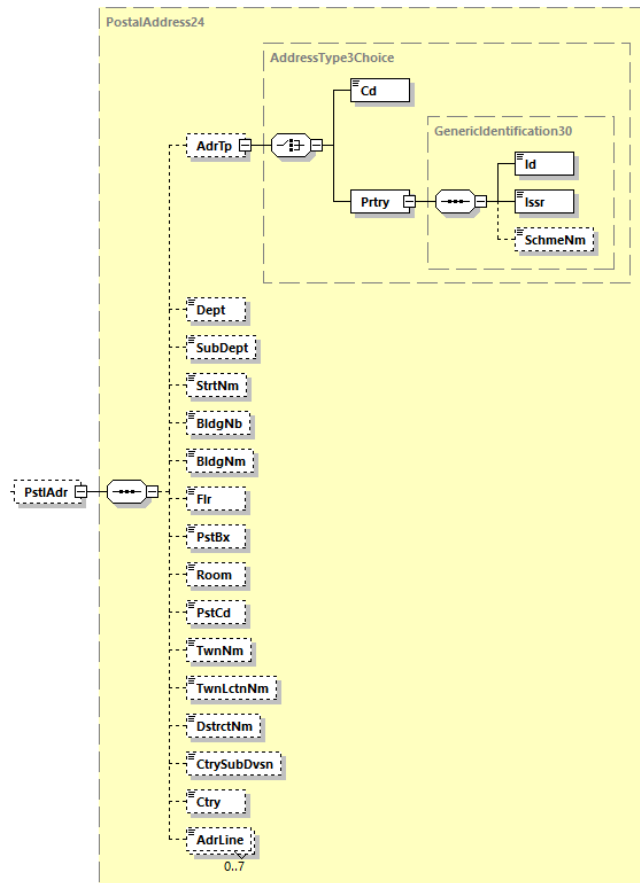 PostalAddress24
AddressType3Choice
Cd
GenericIdentification30
AdrTp
Id
Prtry
Issr
SchmeNm
Dept
SubDept
StrtNm
BldgNb
BldgNm
PstlAdr
Flr
PstBx
Room
PstCd
TwnNm
TwnLctnNm
DstrctNm
CtrySubDvsn
Ctry
AdrLine
0..7